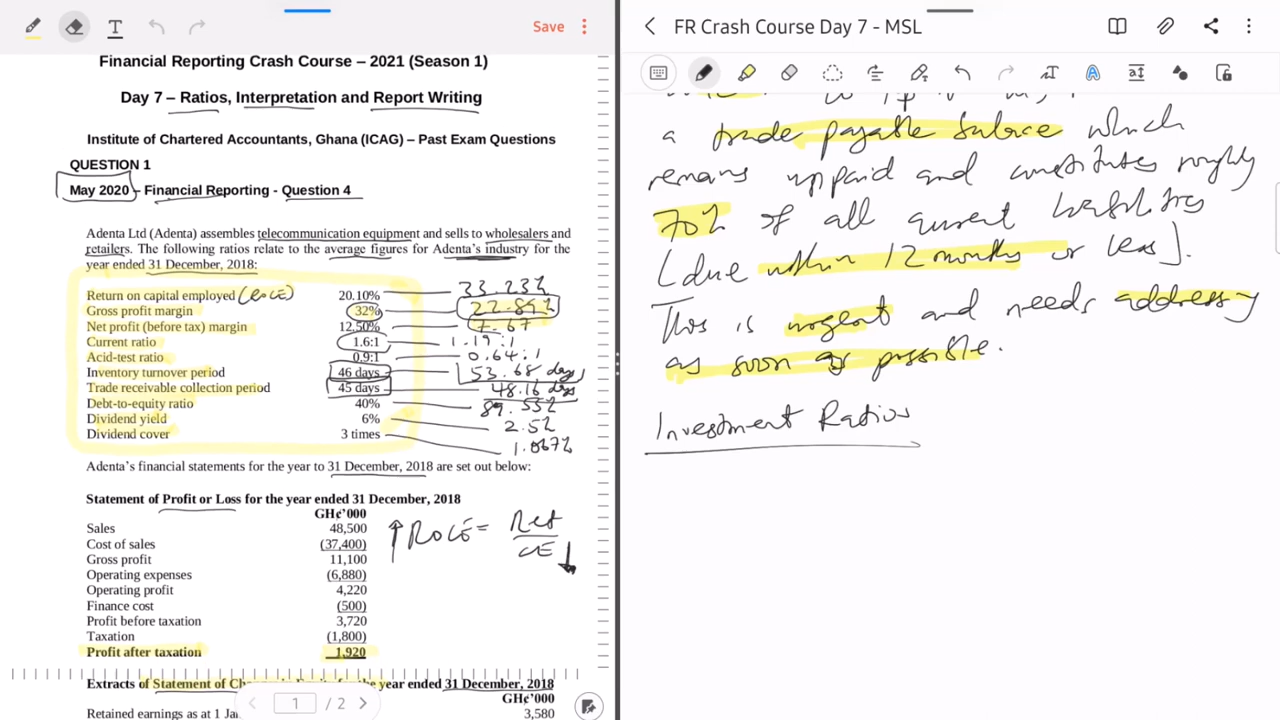 Save
FR Crash Course Day 7 - MSL
Financial Reporting Crash Course – 2021 (Season 1)
Day 7 – Ratios, Interpretation and Report Writing
Institute of Chartered Accountants, Ghana (ICAG) – Past Exam Questions
QUESTION 1
May 2020 - Financial Reporting - Question 4
Adenta Ltd (Adenta) assembles telecommunication equipment and sells to wholesalers and
retailers. The following ratios relate to the average figures for Adenta's industry for the
year ended 31 December, 2018:
Return on capital employed (ROCE) 20.10% 33.23%
Gross profit margin 32% 22.89%
Net profit (before tax) margin 12.50% 7.67
Current ratio 1.6:1 1.19:1
Acid-test ratio 0.9:1 0.64:1
Inventory turnover period 46 days 53.68 days
Trade receivable collection period 45 days 48.16 days
Debt-to-equity ratio 40% 89.55%
Dividend yield 6% 2.5%
Dividend cover 3 times 1.067%
Adenta's financial statements for the year to 31 December, 2018 are set out below:
Statement of Profit or Loss for the year ended 31 December, 2018
GH¢'000
Sales 48,500
Cost of sales (37,400)
Gross profit 11,100
Operating expenses (6,880)
Operating profit 4,220
Finance cost (500)
Profit before taxation 3,720
Taxation (1,800)
Profit after taxation 1,920
↑ ROCE = Ret
CE ↓
Extracts of Statement of year ended 31 December, 2018
GH¢'000
Retained earnings as at 1 3,580
1 / 2
a trade payable balance which
remains unpaid and constitutes roughly
70% of all current liabilities
(due within 12 months or less).
This is urgent and needs addressing
as soon as possible.
Investment Ratios